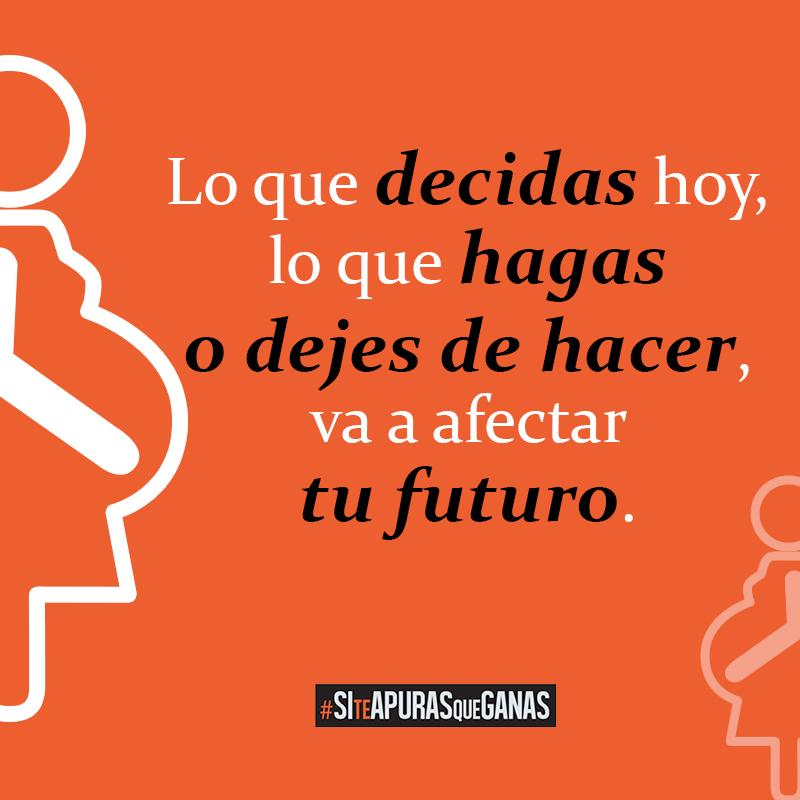 Lo que decidas hoy,
lo que hagas
o dejes de hacer,
va a afectar
tu futuro.
#SITEAPURASQUEGANAS